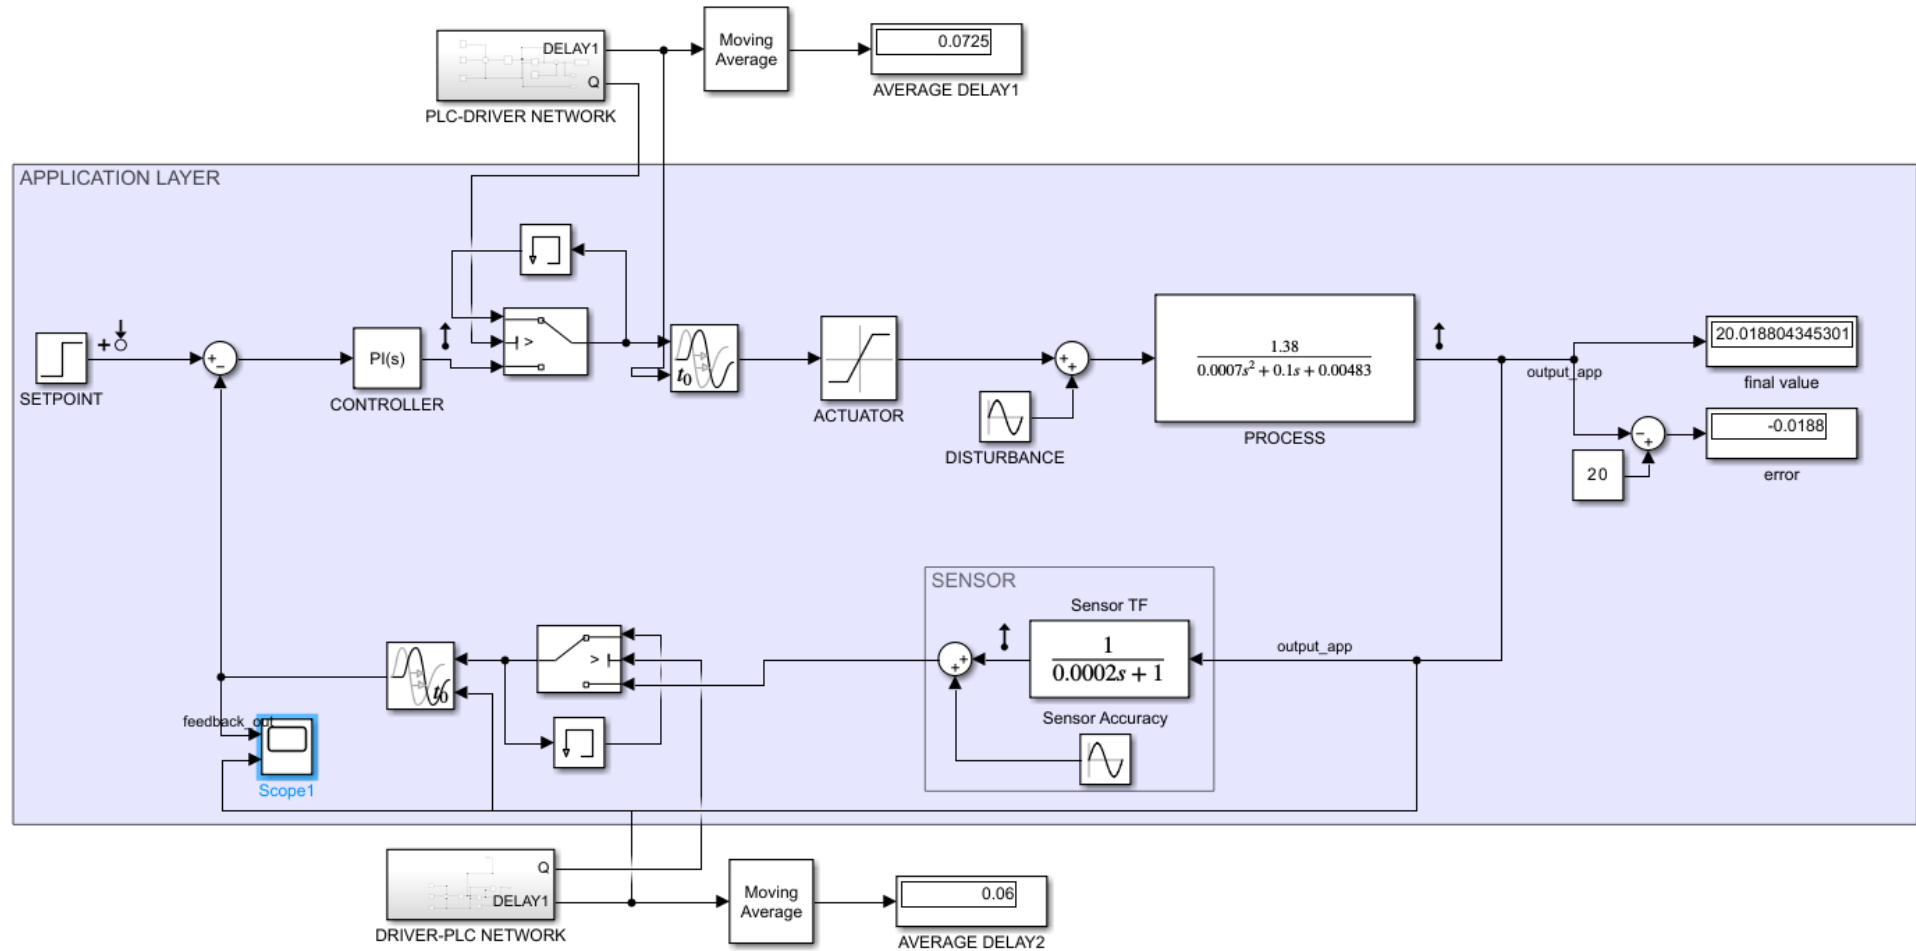 DELAY1
Q
PLC-DRIVER NETWORK
Moving
Average
0.0725
AVERAGE DELAY1
APPLICATION LAYER
SETPOINT
+
+
−
PI(s)
CONTROLLER
>
t0
ACTUATOR
+
+
DISTURBANCE
1.38
0.0007s² + 0.1s + 0.00483
PROCESS
output_app
20.018804345301
final value
−
+
-0.0188
error
20
SENSOR
Sensor TF
1
0.0002s + 1
output_app
+
+
Sensor Accuracy
>
t0
feedback_out
Scope1
Q
DELAY1
DRIVER-PLC NETWORK
Moving
Average
0.06
AVERAGE DELAY2